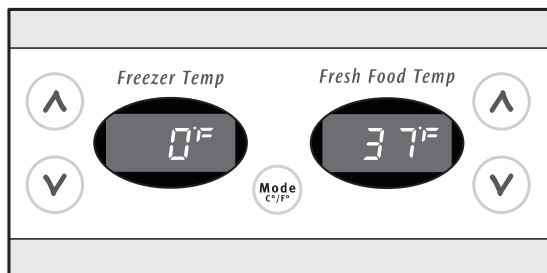 Freezer Temp
Fresh Food Temp
0°F
37°F
Mode
C°/F°